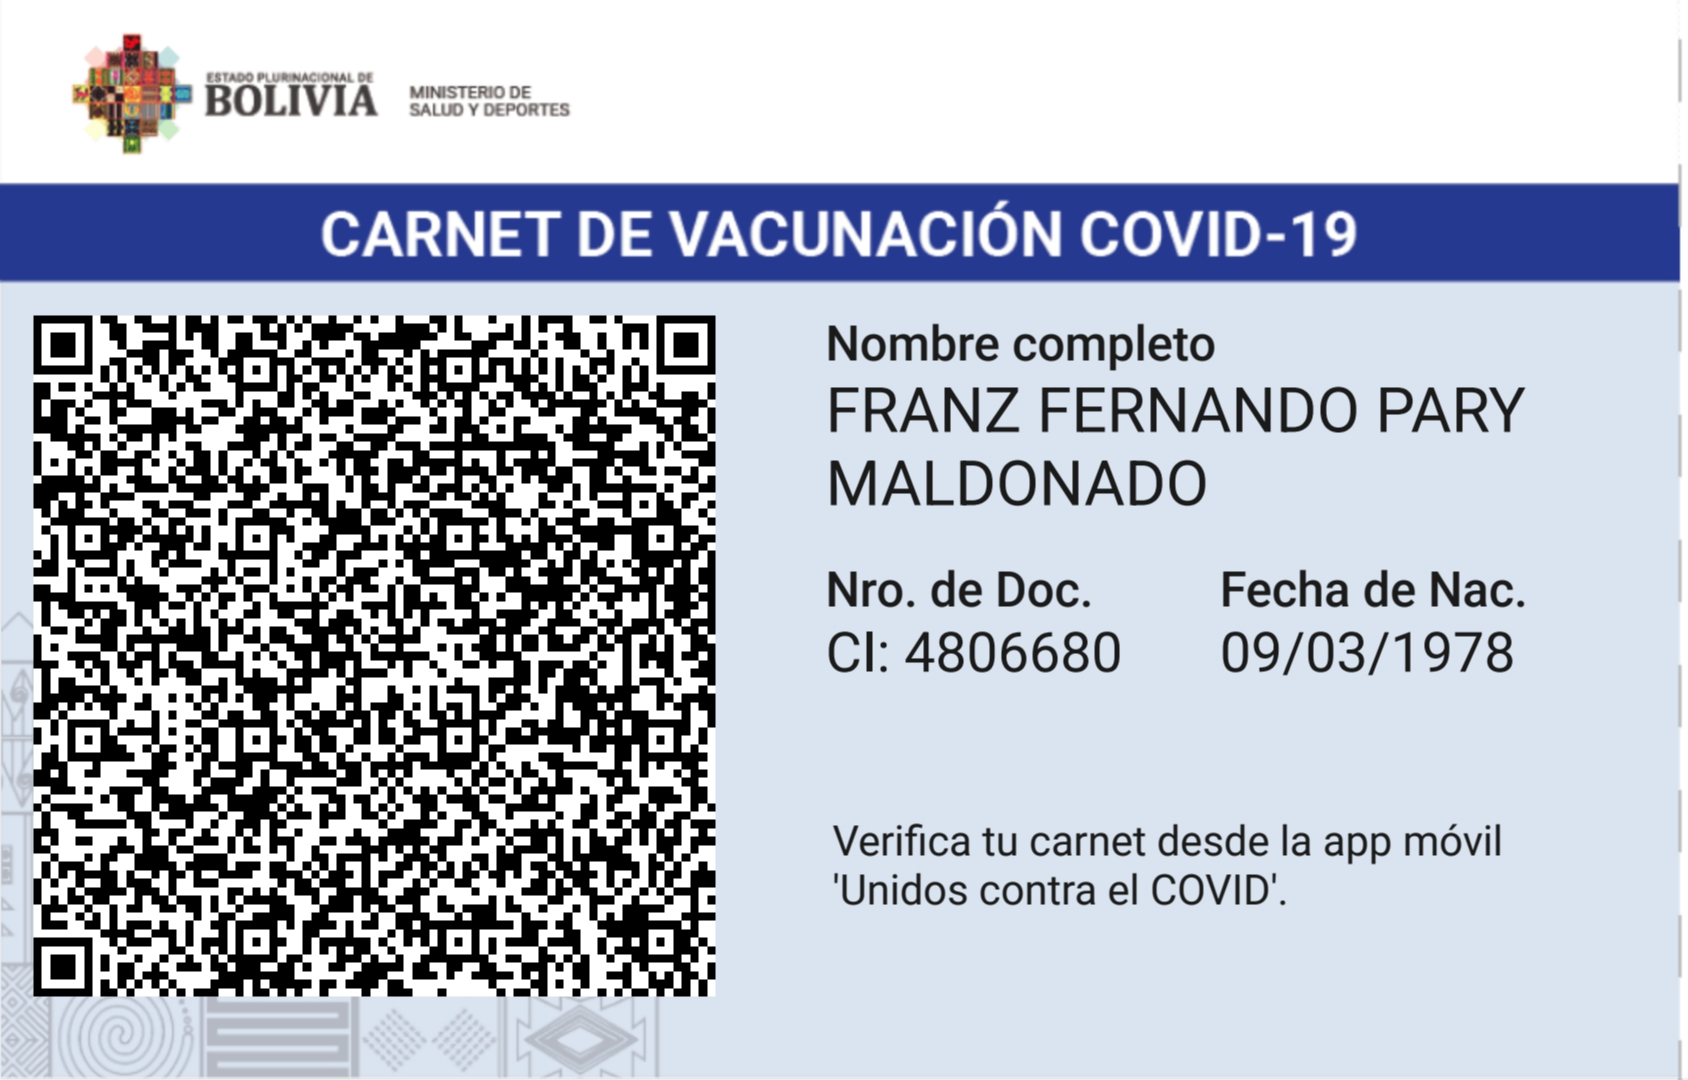 ESTADO PLURINACIONAL DE
BOLIVIA
MINISTERIO DE
SALUD Y DEPORTES
CARNET DE VACUNACIÓN COVID-19
Nombre completo
FRANZ FERNANDO PARY
MALDONADO
Nro. de Doc. Fecha de Nac.
CI: 4806680 09/03/1978
Verifica tu carnet desde la app móvil
'Unidos contra el COVID'.